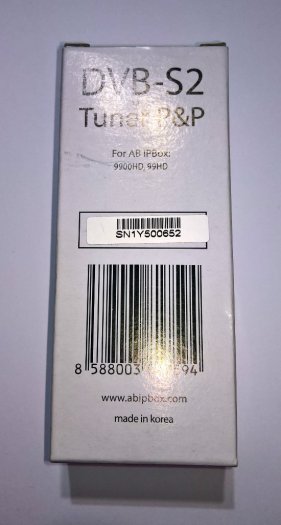 DVB-S2
Tuner P&P
For AB IPBox:
9900HD, 99HD
SN1Y500652
8 588003
www.abipbox.com
made in korea